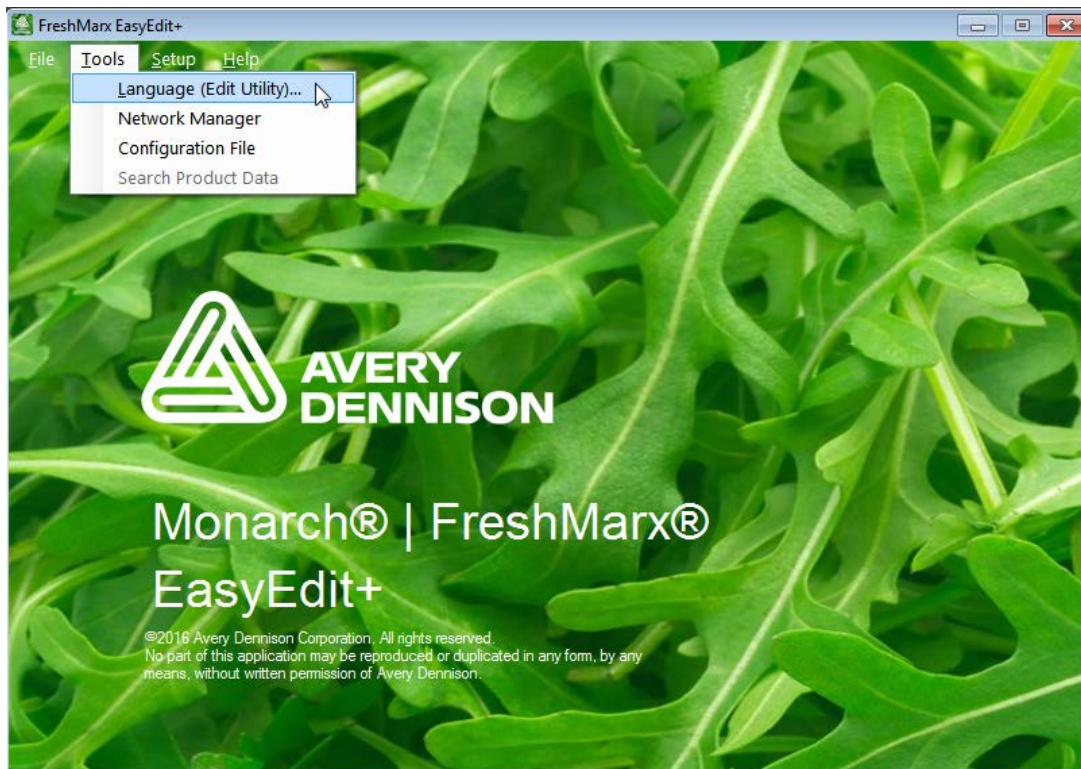 FreshMarx EasyEdit+
File Tools Setup Help
Language (Edit Utility)...
Network Manager
Configuration File
Search Product Data
AVERY
DENNISON
Monarch® | FreshMarx®
EasyEdit+
©2016 Avery Dennison Corporation. All rights reserved.
No part of this application may be reproduced or duplicated in any form, by any
means, without written permission of Avery Dennison.